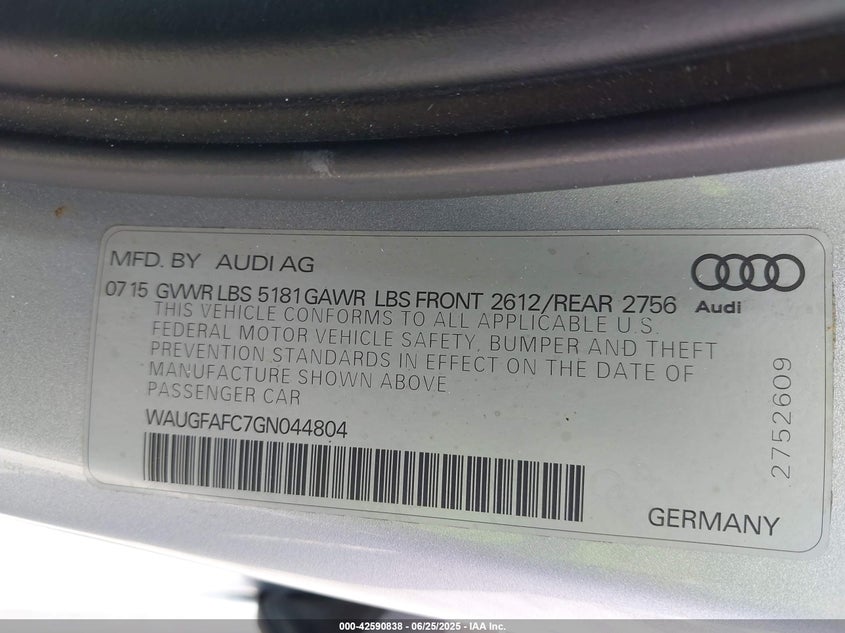 MFD. BY AUDI AG
07 15 GVWR LBS 5181 GAWR LBS FRONT 2612/REAR 2756
Audi
THIS VEHICLE CONFORMS TO ALL APPLICABLE U.S.
FEDERAL MOTOR VEHICLE SAFETY, BUMPER AND THEFT
PREVENTION STANDARDS IN EFFECT ON THE DATE OF
MANUFACTURE SHOWN ABOVE
PASSENGER CAR
WAUGFAFC7GN044804
2752609
GERMANY
000-42590838 - 06/25/2025 - IAA Inc.